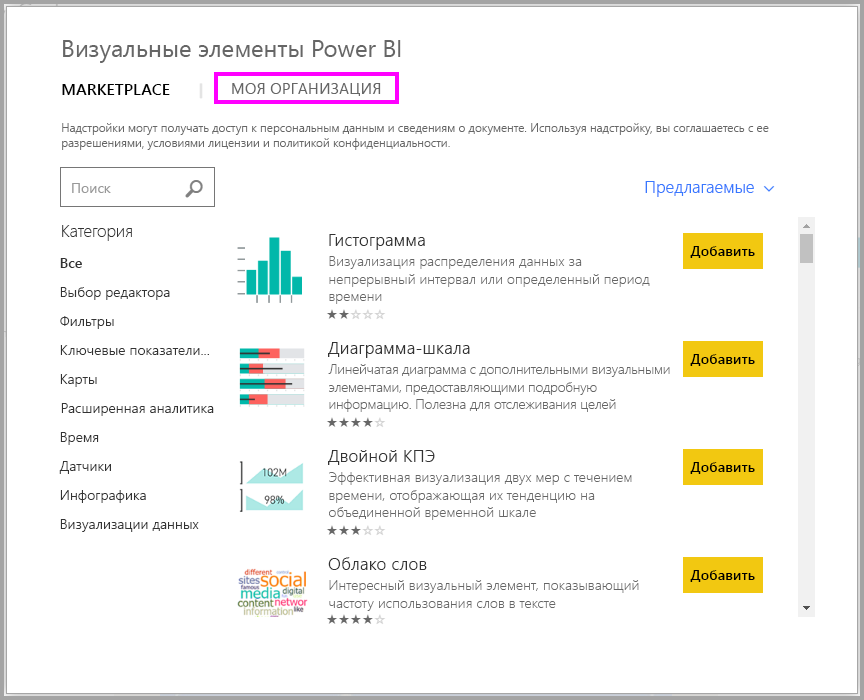 Визуальные элементы Power BI
MARKETPLACE | МОЯ ОРГАНИЗАЦИЯ
Надстройки могут получать доступ к персональным данным и сведениям о документе. Используя надстройку, вы соглашаетесь с ее
разрешениями, условиями лицензии и политикой конфиденциальности.
Поиск
Предлагаемые
Категория
Все
Выбор редактора
Фильтры
Ключевые показатели...
Карты
Расширенная аналитика
Время
Датчики
Инфографика
Визуализации данных
Гистограмма
Визуализация распределения данных за
непрерывный интервал или определенный период
времени
Добавить
Диаграмма-шкала
Линейчатая диаграмма с дополнительными визуальными
элементами, предоставляющими подробную
информацию. Полезна для отслеживания целей
Добавить
102M
98%
Двойной КПЭ
Эффективная визуализация двух мер с течением
времени, отображающая их тенденцию на
объединенной временной шкале
Добавить
different
sites social
famous
media digital
content networ
information like
Облако слов
Интересный визуальный элемент, показывающий
частоту использования слов в тексте
Добавить